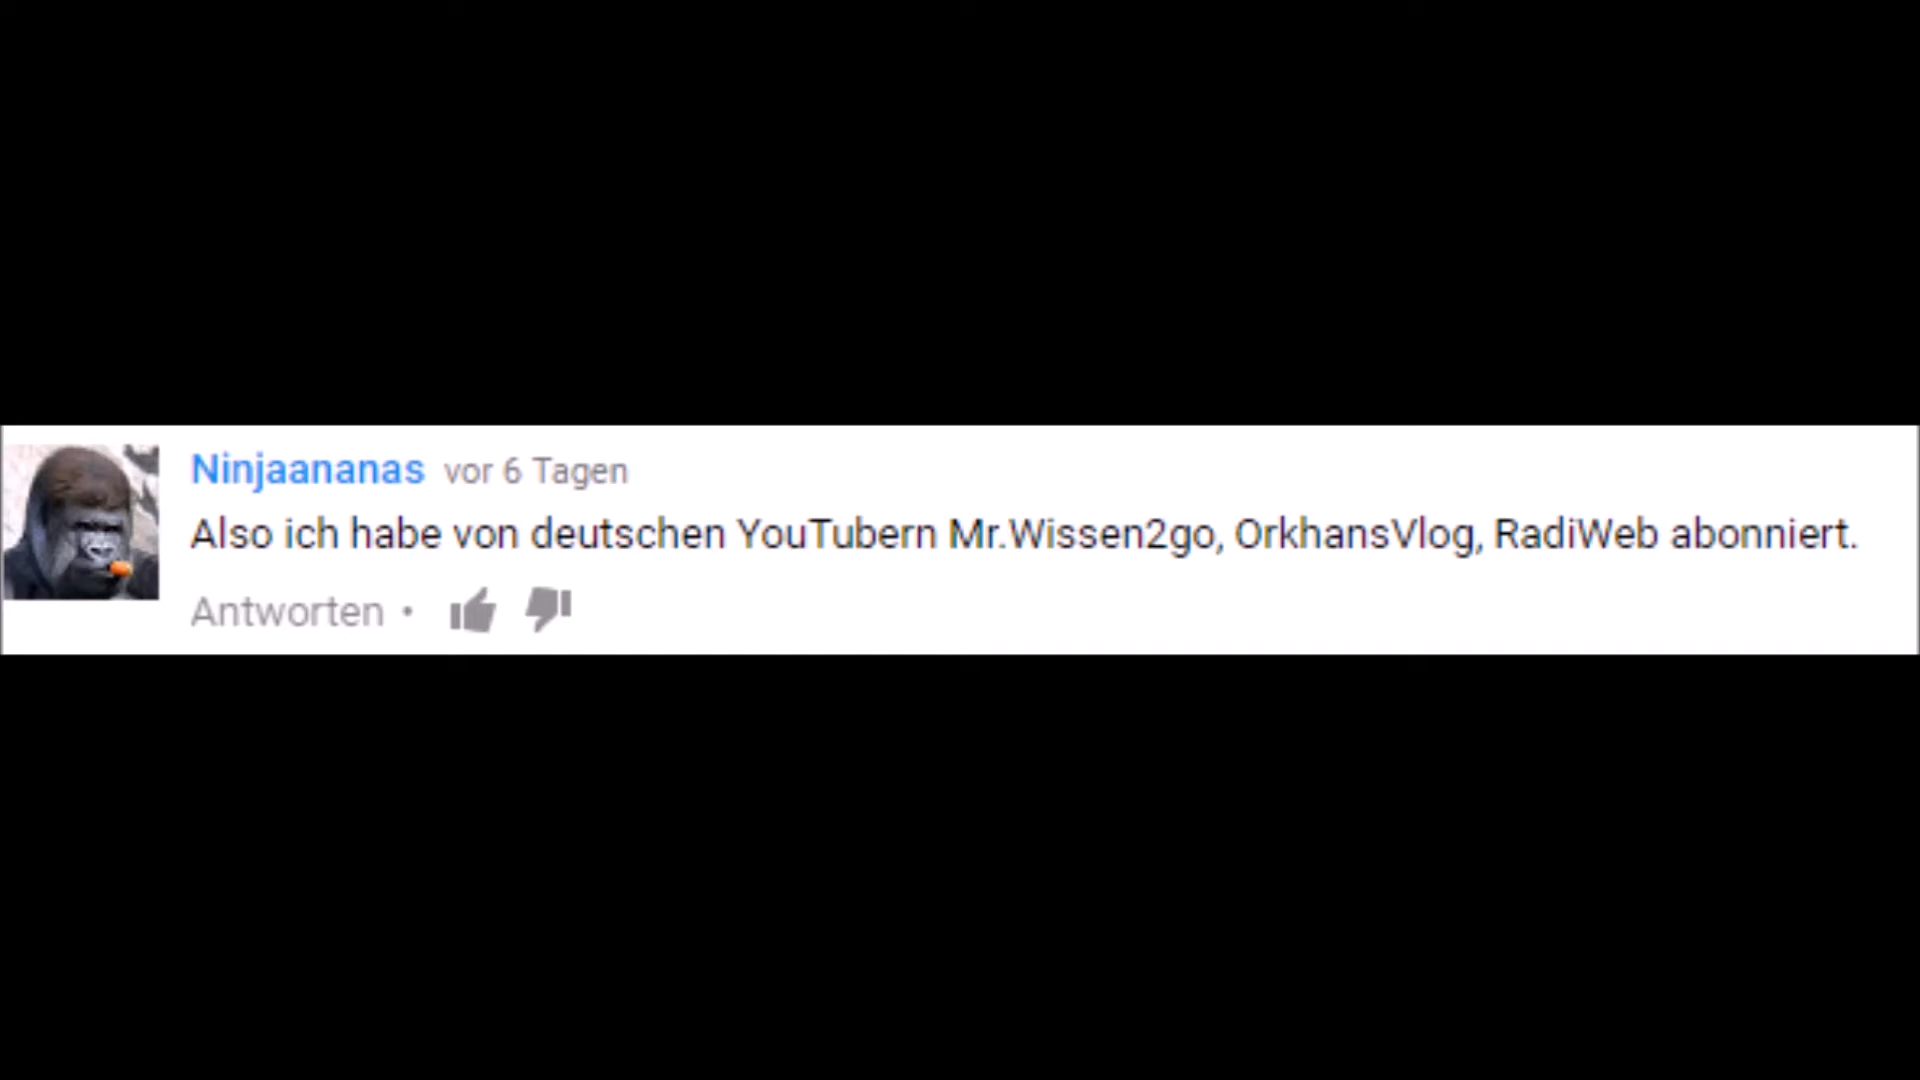 Ninjaananas vor 6 Tagen
Also ich habe von deutschen YouTubern Mr.Wissen2go, OrkhansVlog, RadiWeb abonniert.
Antworten •